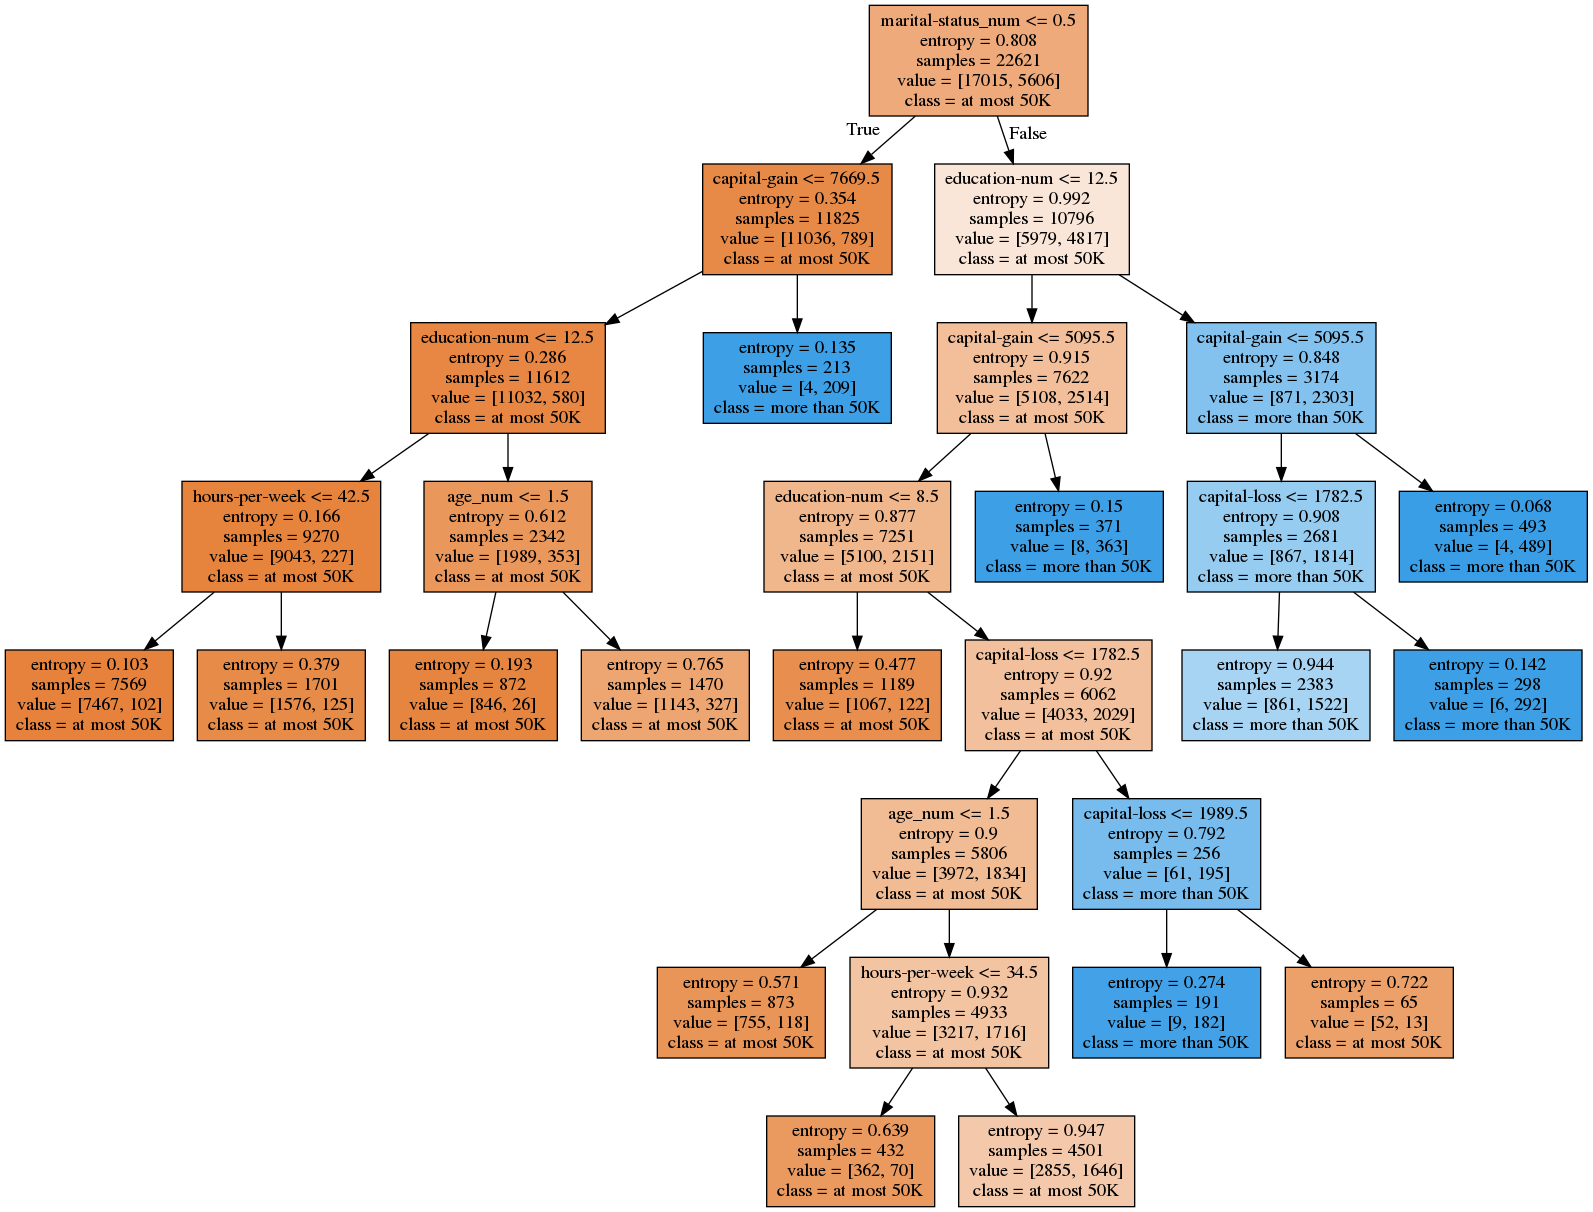 marital-status_num <= 0.5
entropy = 0.808
samples = 22621
value = [17015, 5606]
class = at most 50K
True
False
capital-gain <= 7669.5
entropy = 0.354
samples = 11825
value = [11036, 789]
class = at most 50K
education-num <= 12.5
entropy = 0.992
samples = 10796
value = [5979, 4817]
class = at most 50K
education-num <= 12.5
entropy = 0.286
samples = 11612
value = [11032, 580]
class = at most 50K
entropy = 0.135
samples = 213
value = [4, 209]
class = more than 50K
capital-gain <= 5095.5
entropy = 0.915
samples = 7622
value = [5108, 2514]
class = at most 50K
capital-gain <= 5095.5
entropy = 0.848
samples = 3174
value = [871, 2303]
class = more than 50K
hours-per-week <= 42.5
entropy = 0.166
samples = 9270
value = [9043, 227]
class = at most 50K
age_num <= 1.5
entropy = 0.612
samples = 2342
value = [1989, 353]
class = at most 50K
education-num <= 8.5
entropy = 0.877
samples = 7251
value = [5100, 2151]
class = at most 50K
entropy = 0.15
samples = 371
value = [8, 363]
class = more than 50K
capital-loss <= 1782.5
entropy = 0.908
samples = 2681
value = [867, 1814]
class = more than 50K
entropy = 0.068
samples = 493
value = [4, 489]
class = more than 50K
entropy = 0.103
samples = 7569
value = [7467, 102]
class = at most 50K
entropy = 0.379
samples = 1701
value = [1576, 125]
class = at most 50K
entropy = 0.193
samples = 872
value = [846, 26]
class = at most 50K
entropy = 0.765
samples = 1470
value = [1143, 327]
class = at most 50K
entropy = 0.477
samples = 1189
value = [1067, 122]
class = at most 50K
capital-loss <= 1782.5
entropy = 0.92
samples = 6062
value = [4033, 2029]
class = at most 50K
entropy = 0.944
samples = 2383
value = [861, 1522]
class = more than 50K
entropy = 0.142
samples = 298
value = [6, 292]
class = more than 50K
age_num <= 1.5
entropy = 0.9
samples = 5806
value = [3972, 1834]
class = at most 50K
capital-loss <= 1989.5
entropy = 0.792
samples = 256
value = [61, 195]
class = more than 50K
entropy = 0.571
samples = 873
value = [755, 118]
class = at most 50K
hours-per-week <= 34.5
entropy = 0.932
samples = 4933
value = [3217, 1716]
class = at most 50K
entropy = 0.274
samples = 191
value = [9, 182]
class = more than 50K
entropy = 0.722
samples = 65
value = [52, 13]
class = at most 50K
entropy = 0.639
samples = 432
value = [362, 70]
class = at most 50K
entropy = 0.947
samples = 4501
value = [2855, 1646]
class = at most 50K